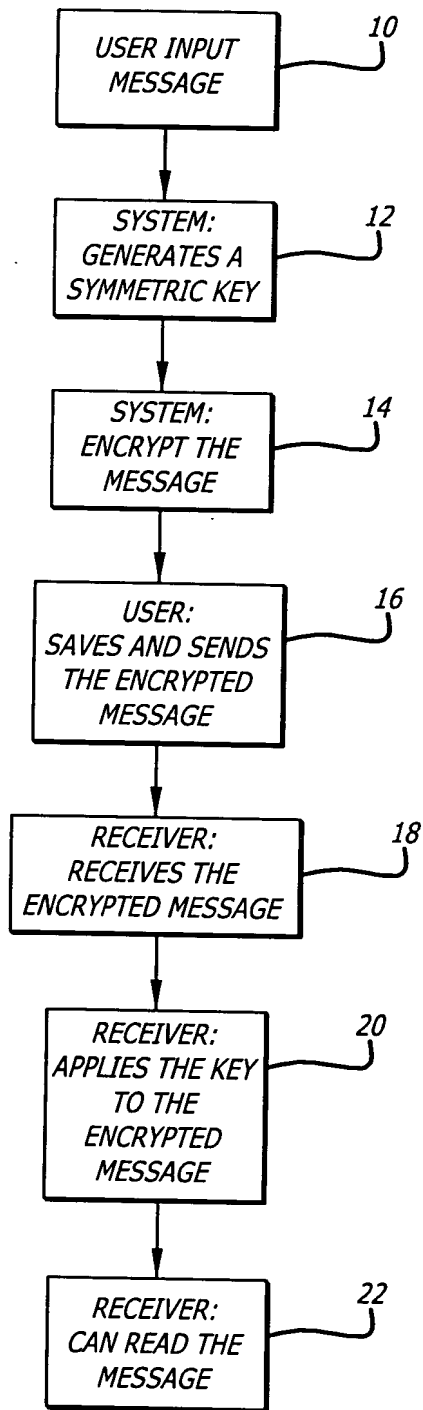 USER INPUT
MESSAGE
10
SYSTEM:
GENERATES A
SYMMETRIC KEY
12
SYSTEM:
ENCRYPT THE
MESSAGE
14
USER:
SAVES AND SENDS
THE ENCRYPTED
MESSAGE
16
RECEIVER:
RECEIVES THE
ENCRYPTED MESSAGE
18
RECEIVER:
APPLIES THE KEY
TO THE
ENCRYPTED
MESSAGE
20
RECEIVER:
CAN READ THE
MESSAGE
22